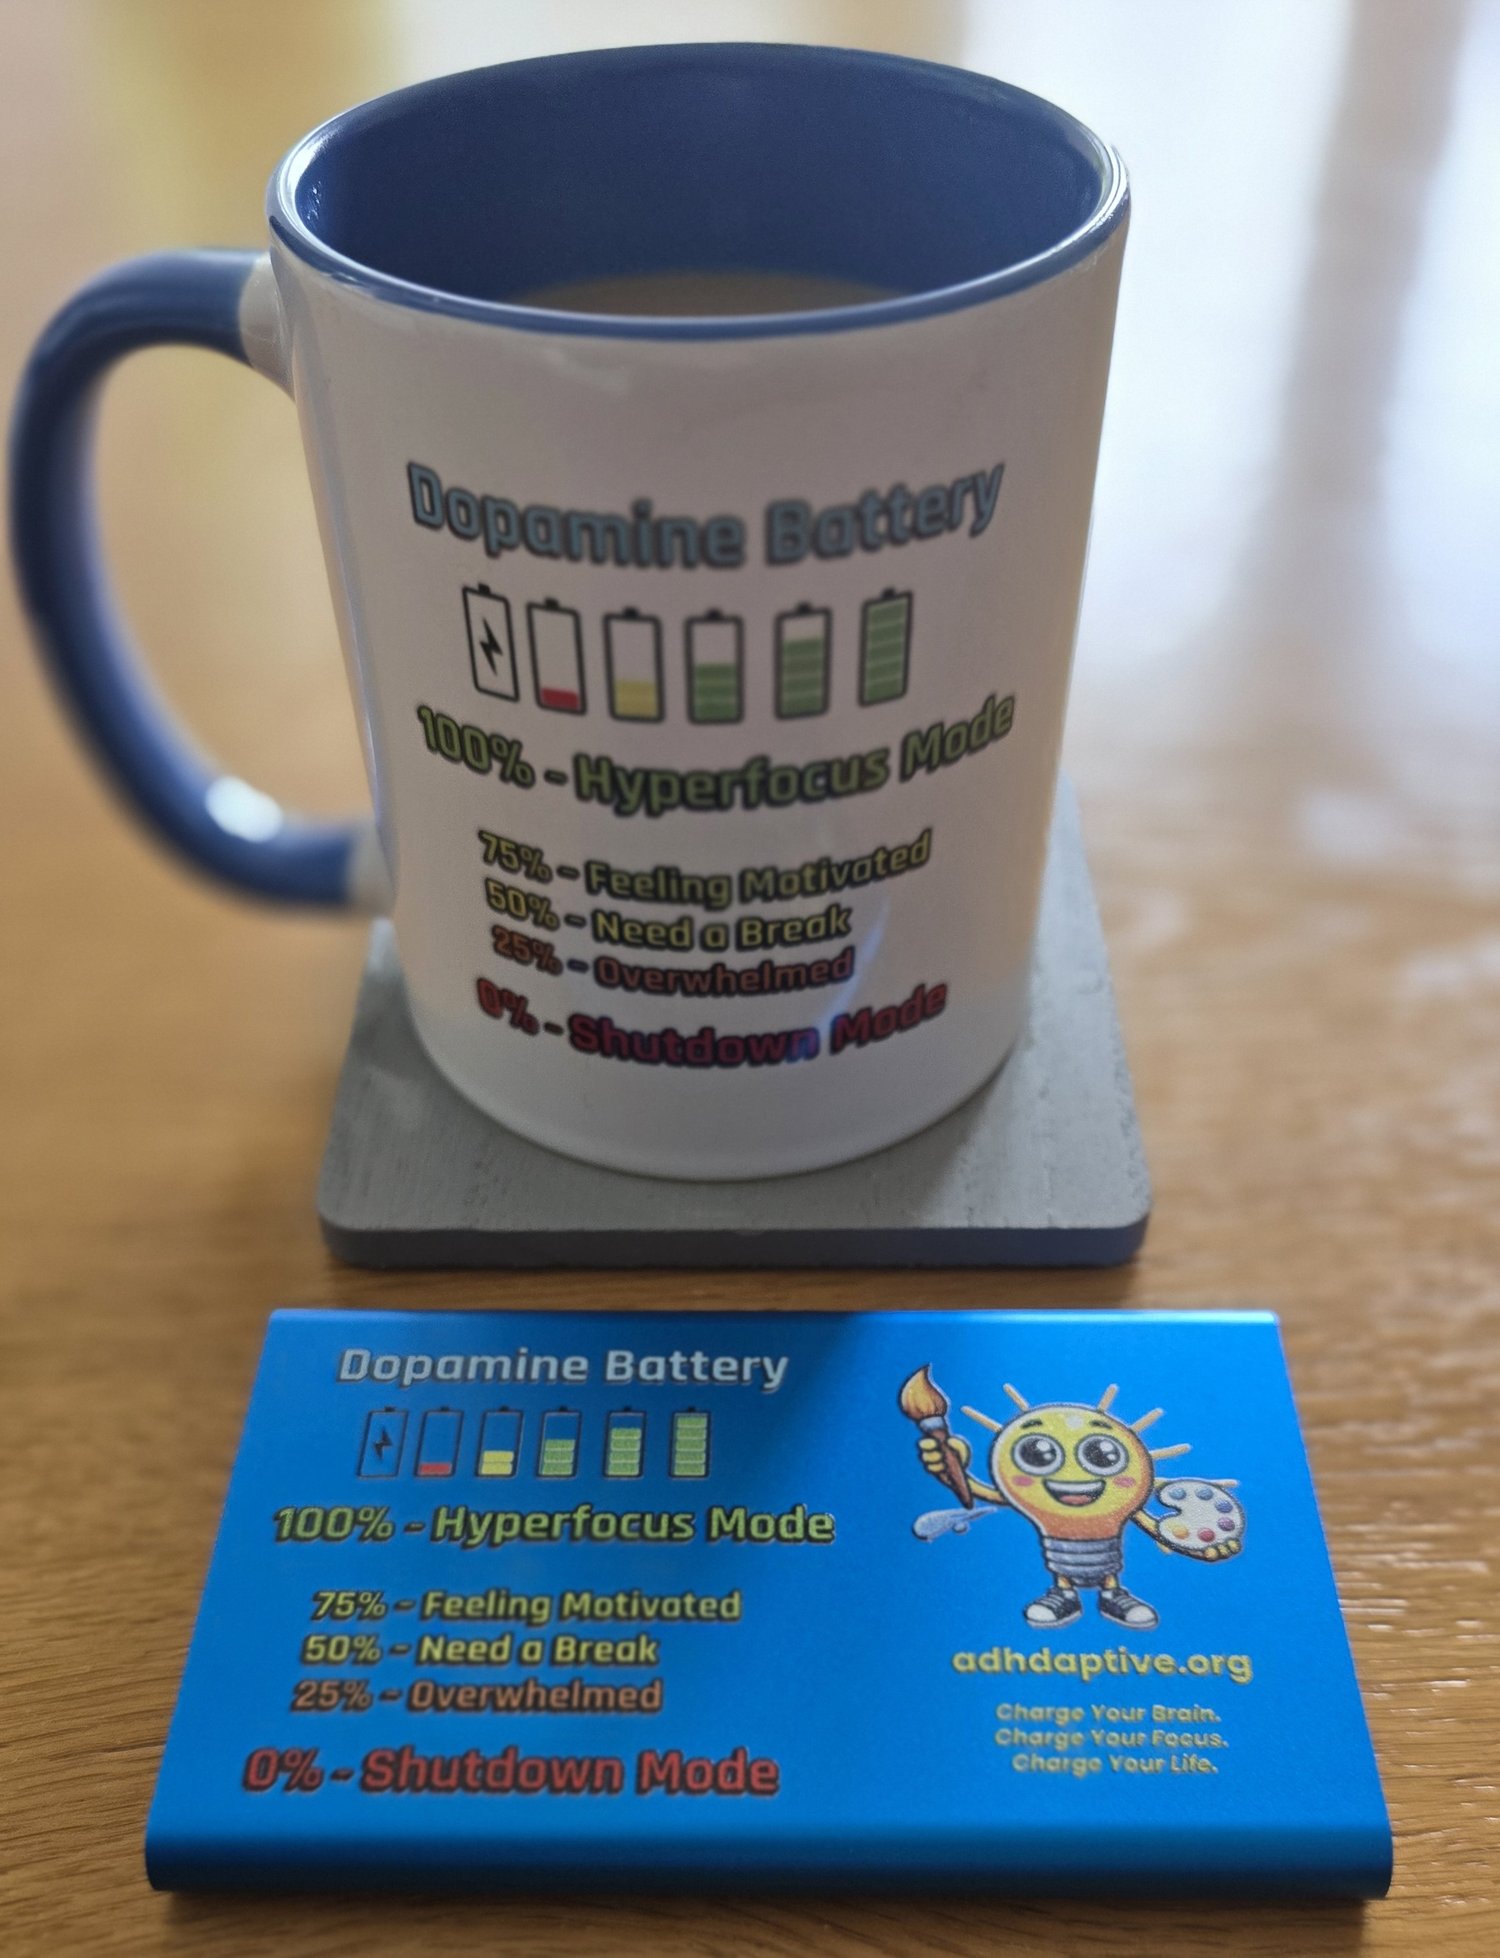 Dopamine Battery
100% - Hyperfocus Mode
75% - Feeling Motivated
50% - Need a Break
25% - Overwhelmed
0% - Shutdown Mode
Dopamine Battery
100% - Hyperfocus Mode
75% - Feeling Motivated
50% - Need a Break
25% - Overwhelmed
0% - Shutdown Mode
adhdaptive.org
Charge Your Brain.
Charge Your Focus.
Charge Your Life.